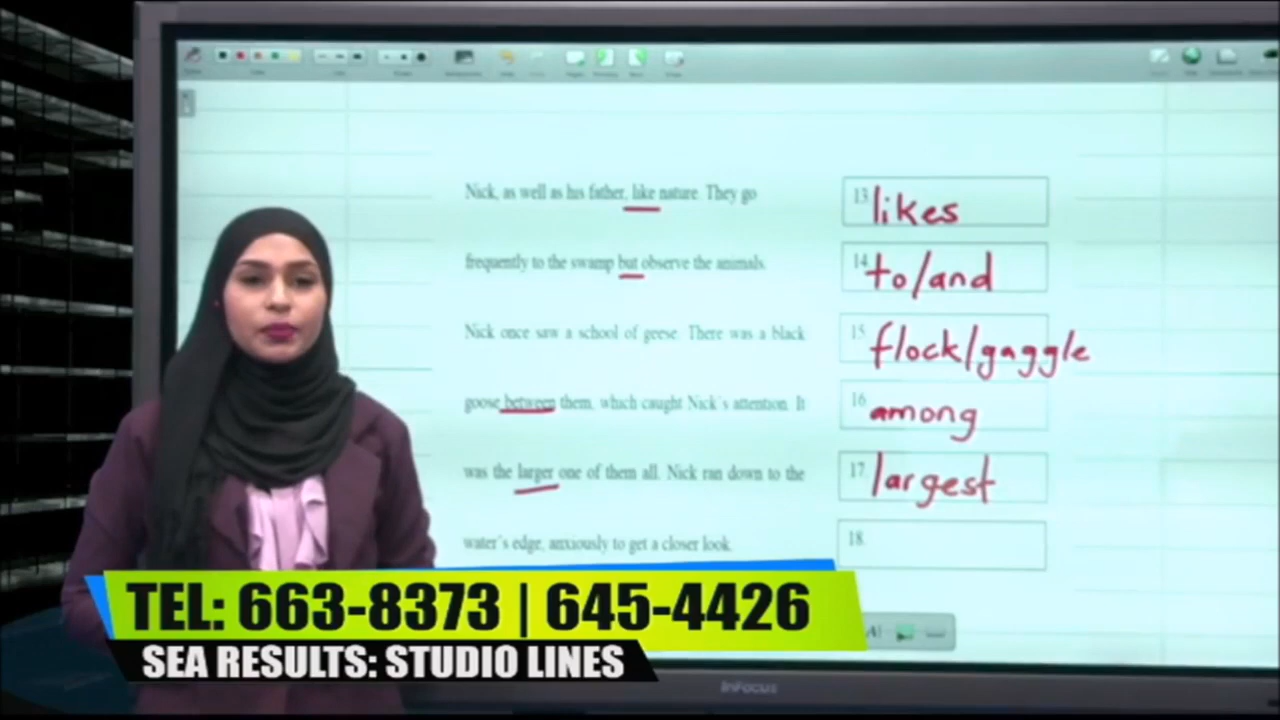 Nick, as well as his father, like nature. They go
13. likes
frequently to the swamp but observe the animals.
14. to/and
Nick once saw a school of geese. There was a black
15. flock/gaggle
goose between them, which caught Nick's attention. It
16. among
was the larger one of them all. Nick ran down to the
17. largest
water's edge, anxiously to get a closer look.
18.
TEL: 663-8373 | 645-4426
SEA RESULTS: STUDIO LINES
InFocus